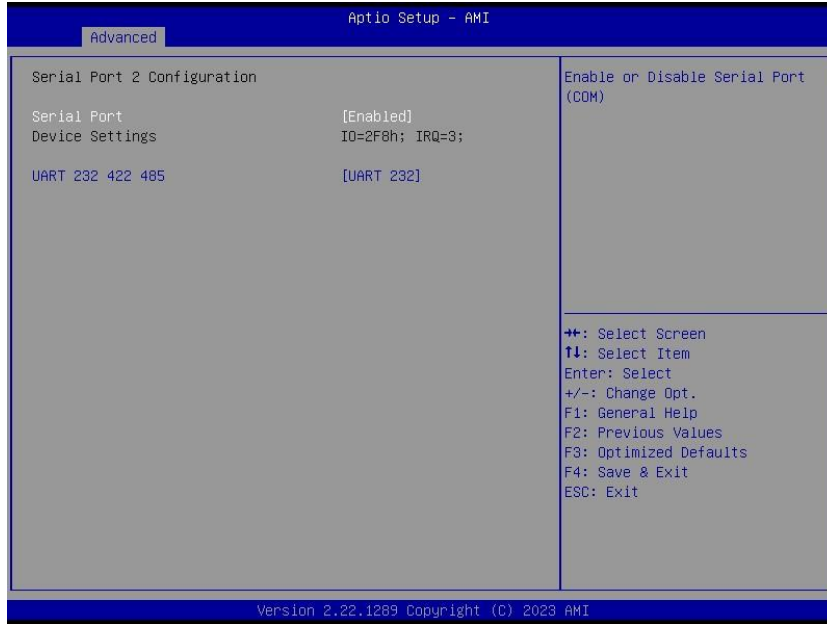 Aptio Setup – AMI
Advanced
Serial Port 2 Configuration
Serial Port [Enabled]
Device Settings IO=2F8h; IRQ=3;
UART 232 422 485 [UART 232]
Enable or Disable Serial Port
(COM)
→←: Select Screen
↑↓: Select Item
Enter: Select
+/-: Change Opt.
F1: General Help
F2: Previous Values
F3: Optimized Defaults
F4: Save & Exit
ESC: Exit
Version 2.22.1289 Copyright (C) 2023 AMI